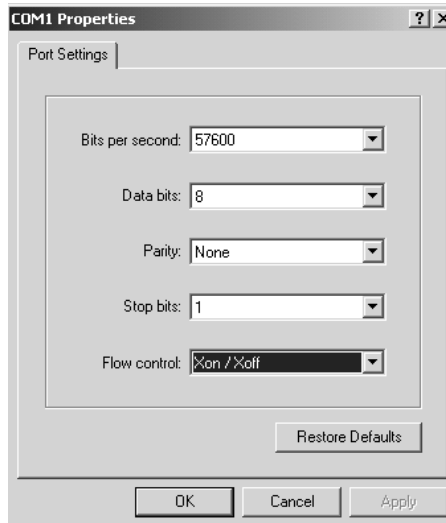 COM1 Properties
Port Settings
Bits per second: 57600
Data bits: 8
Parity: None
Stop bits: 1
Flow control: Xon / Xoff
Restore Defaults
OK Cancel Apply